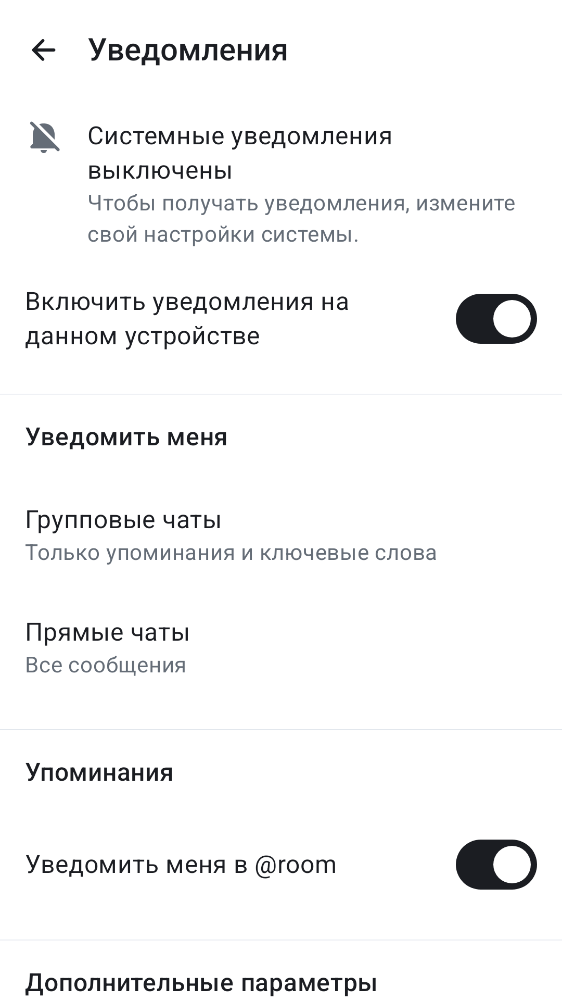 Уведомления
Системные уведомления
выключены
Чтобы получать уведомления, измените
свой настройки системы.
Включить уведомления на
данном устройстве
Уведомить меня
Групповые чаты
Только упоминания и ключевые слова
Прямые чаты
Все сообщения
Упоминания
Уведомить меня в @room
Дополнительные параметры